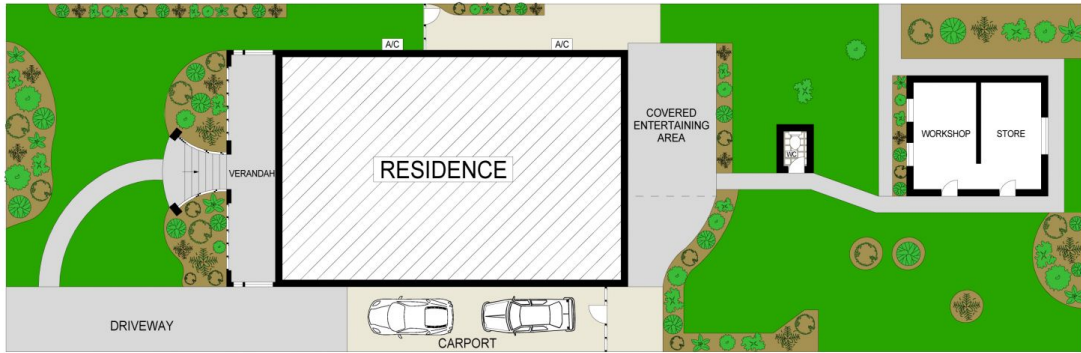 A/C
A/C
COVERED
ENTERTAINING
AREA
WORKSHOP
STORE
WC
RESIDENCE
VERANDAH
DRIVEWAY
CARPORT